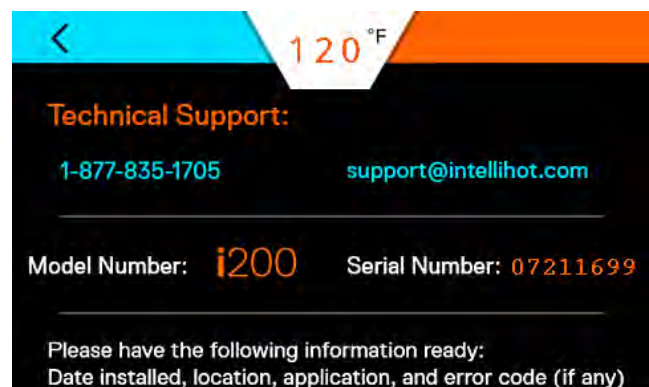 120°F
Technical Support:
1-877-835-1705 support@intellihot.com
Model Number: i200 Serial Number: 07211699
Please have the following information ready:
Date installed, location, application, and error code (if any)